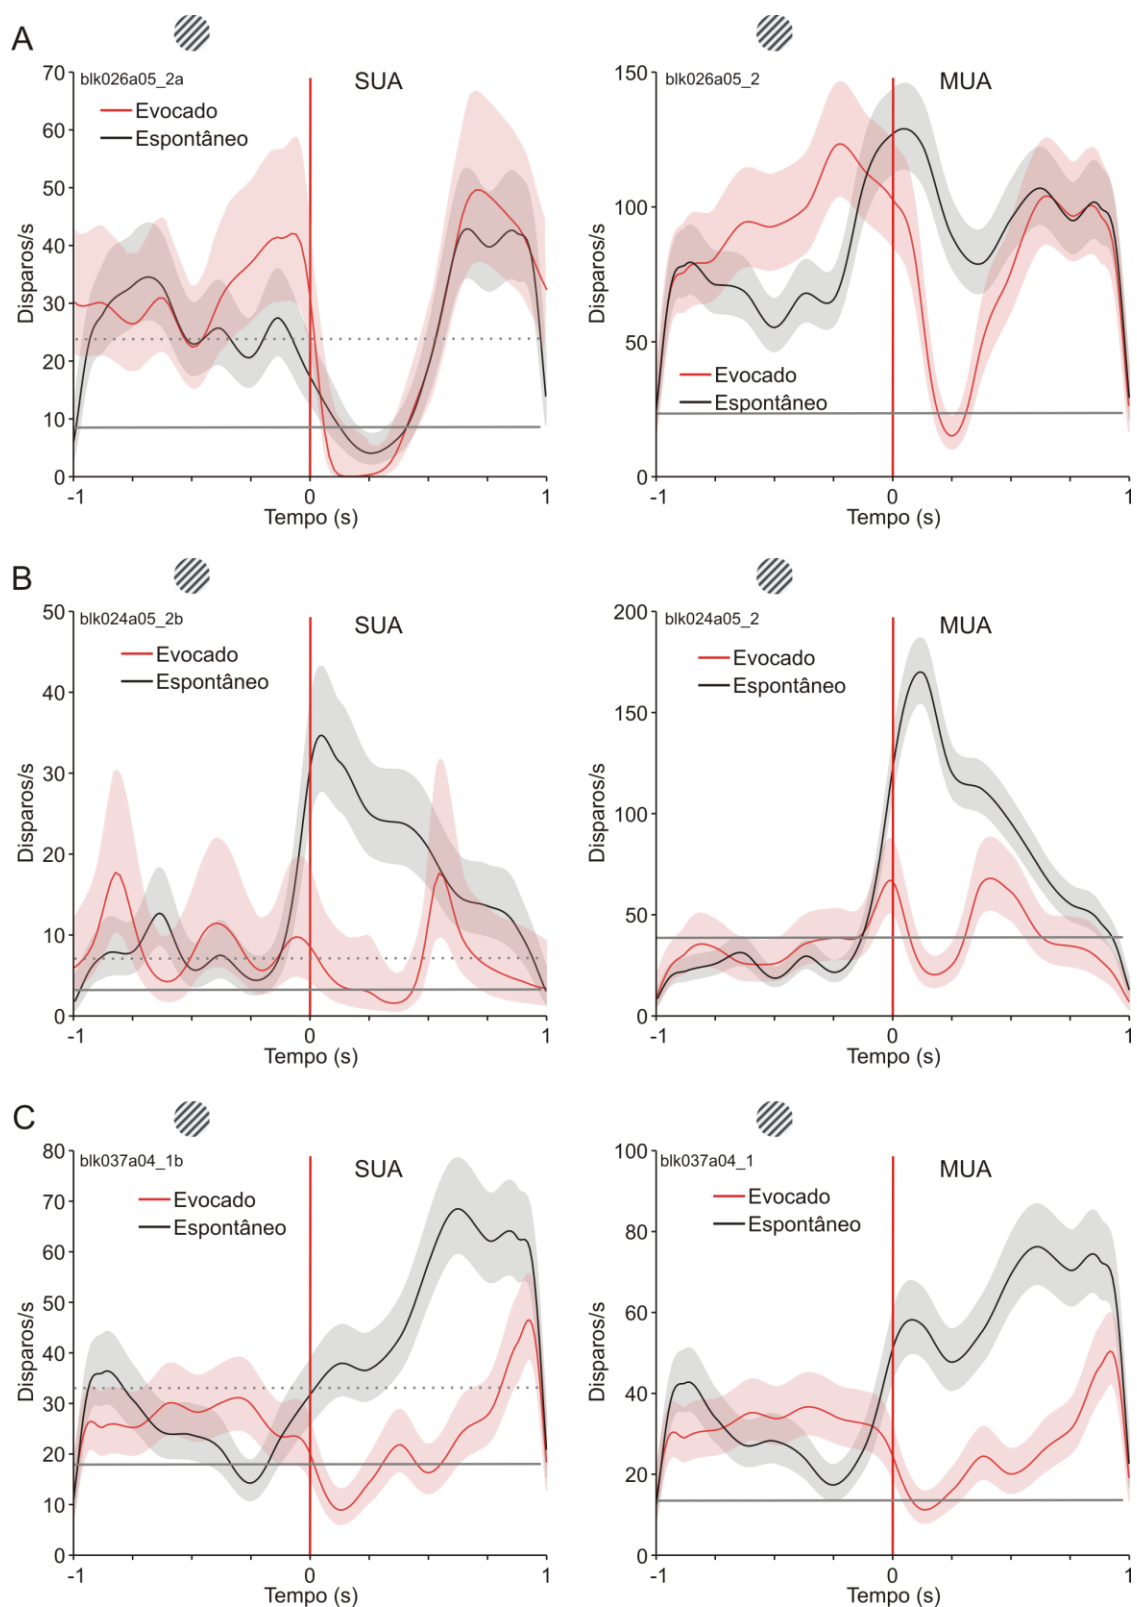 A
blk026a05_2a
SUA
Evocado
Espontâneo
70
60
50
40
30
20
10
0
Disparos/s
-1
0
1
Tempo (s)
blk026a05_2
MUA
150
100
50
0
Disparos/s
Evocado
Espontâneo
-1
0
1
Tempo (s)
B
blk024a05_2b
SUA
Evocado
Espontâneo
50
40
30
20
10
0
Disparos/s
-1
0
1
Tempo (s)
blk024a05_2
MUA
Evocado
Espontâneo
200
150
100
50
0
Disparos/s
-1
0
1
Tempo (s)
C
blk037a04_1b
SUA
Evocado
Espontâneo
80
70
60
50
40
30
20
10
0
Disparos/s
-1
0
1
Tempo (s)
blk037a04_1
MUA
Evocado
Espontâneo
100
80
60
40
20
0
Disparos/s
-1
0
1
Tempo (s)